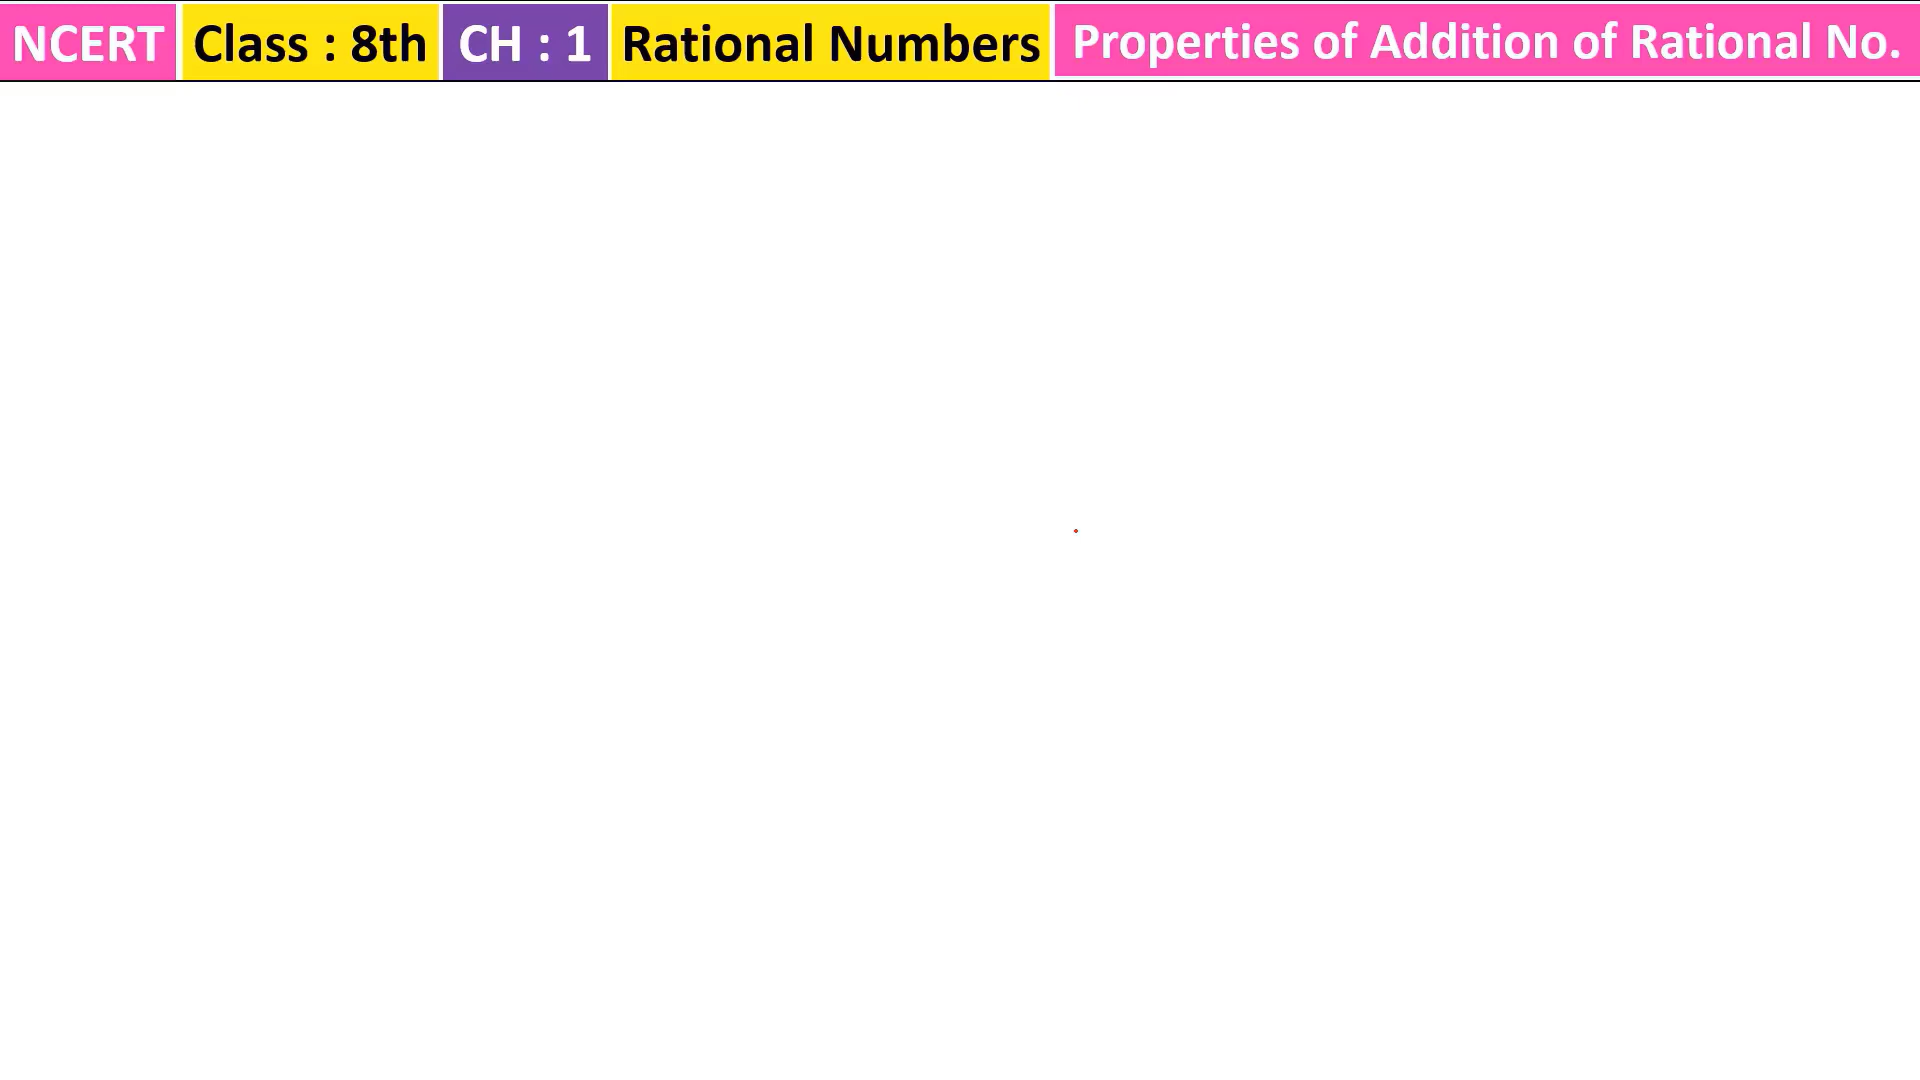 NCERT Class : 8th CH : 1 Rational Numbers Properties of Addition of Rational No.